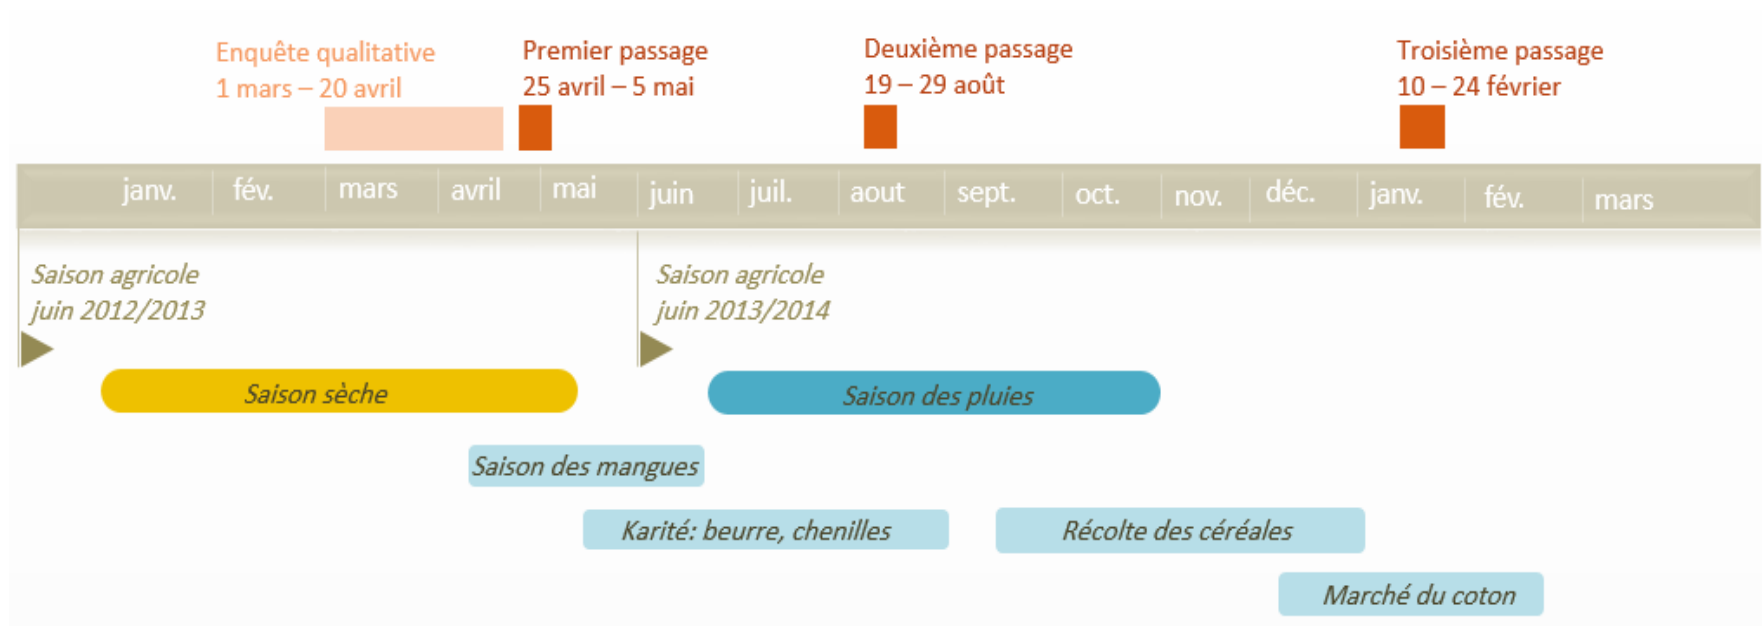 Enquête qualitative
1 mars – 20 avril
Premier passage
25 avril – 5 mai
Deuxième passage
19 – 29 août
Troisième passage
10 – 24 février
janv. fév. mars avril mai juin juil. aout sept. oct. nov. déc. janv. fév. mars
Saison agricole
juin 2012/2013
Saison agricole
juin 2013/2014
Saison sèche
Saison des pluies
Saison des mangues
Karité: beurre, chenilles
Récolte des céréales
Marché du coton